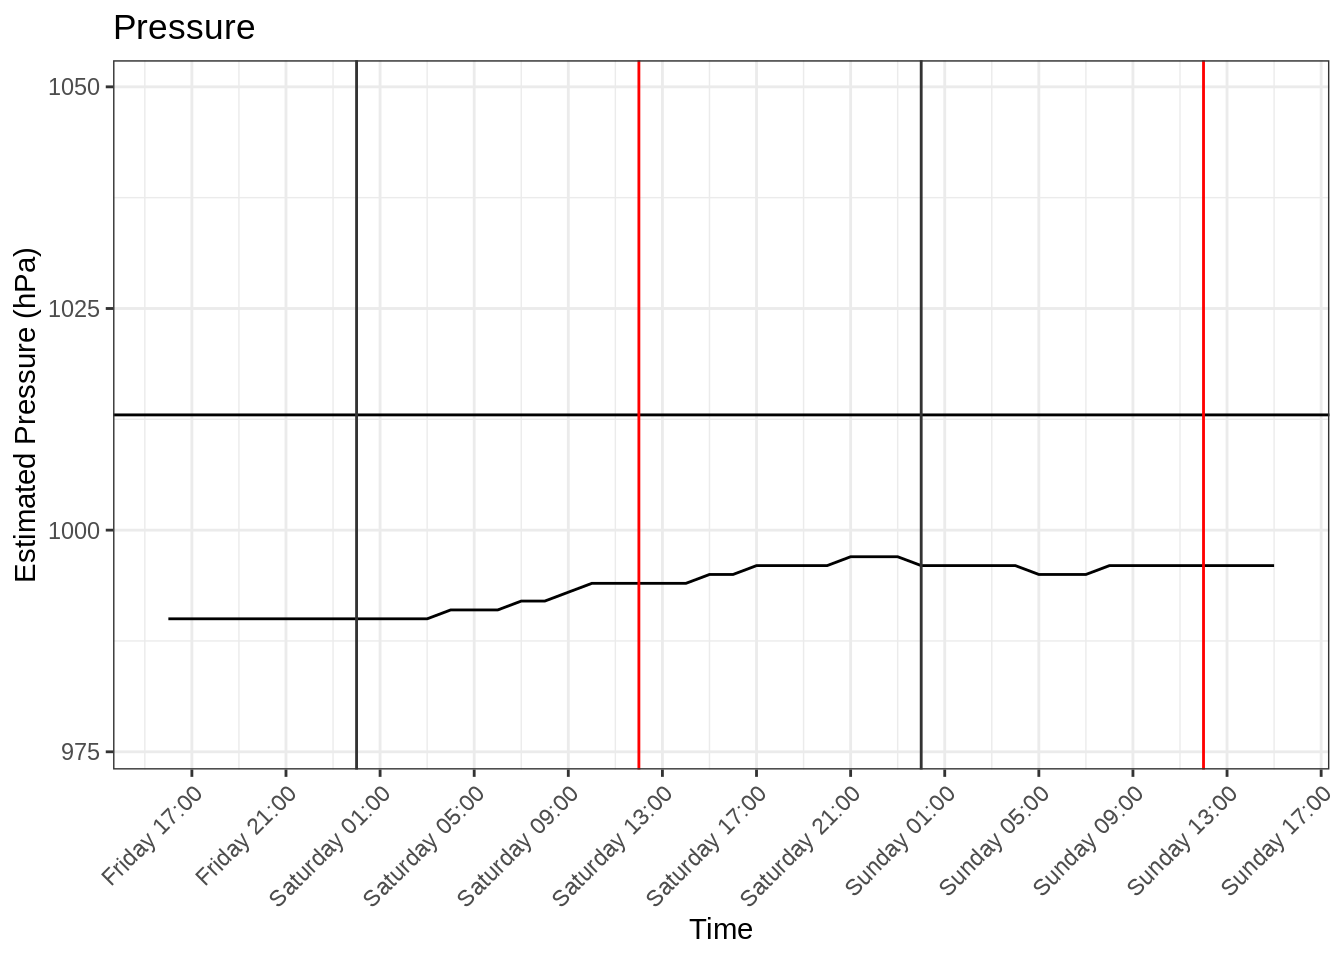 Pressure
Estimated Pressure (hPa)
1050
1025
1000
975
Friday 17:00
Friday 21:00
Saturday 01:00
Saturday 05:00
Saturday 09:00
Saturday 13:00
Saturday 17:00
Saturday 21:00
Sunday 01:00
Sunday 05:00
Sunday 09:00
Sunday 13:00
Sunday 17:00
Time